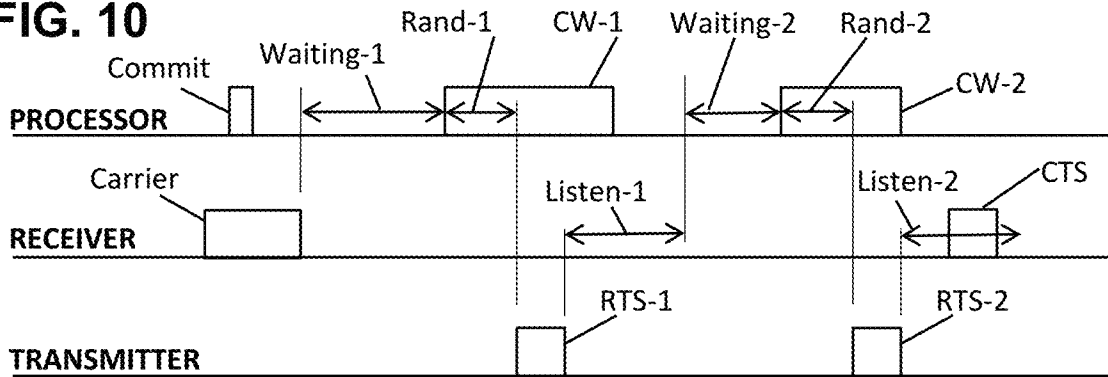 FIG. 10
Rand-1
CW-1
Waiting-2
Rand-2
Waiting-1
Commit
CW-2
PROCESSOR
Carrier
Listen-1
Listen-2
CTS
RECEIVER
RTS-1
RTS-2
TRANSMITTER